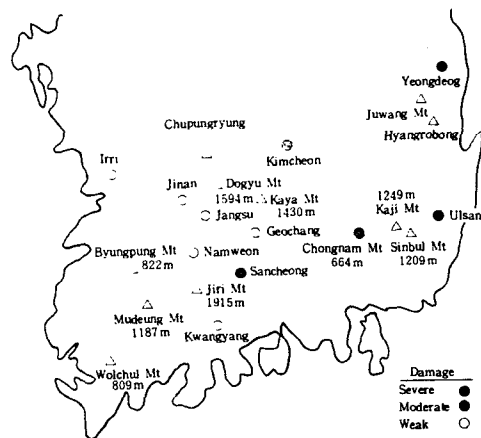 Yeongdeog
Juwang Mt
Hyangrobong
Chupungryung
Kimcheon
Irri
Jinan
Dogyu Mt
1594 m
Kaya Mt
1430 m
Jangsu
Geochang
1249 m
Kaji Mt
Ulsan
Chongnam Mt
664 m
Sinbul Mt
1209 m
Byungpung Mt
822 m
Namweon
Sancheong
Jiri Mt
1915 m
Mudeung Mt
1187 m
Kwangyang
Wolchul Mt
809 m
Damage
Severe
Moderate
Weak